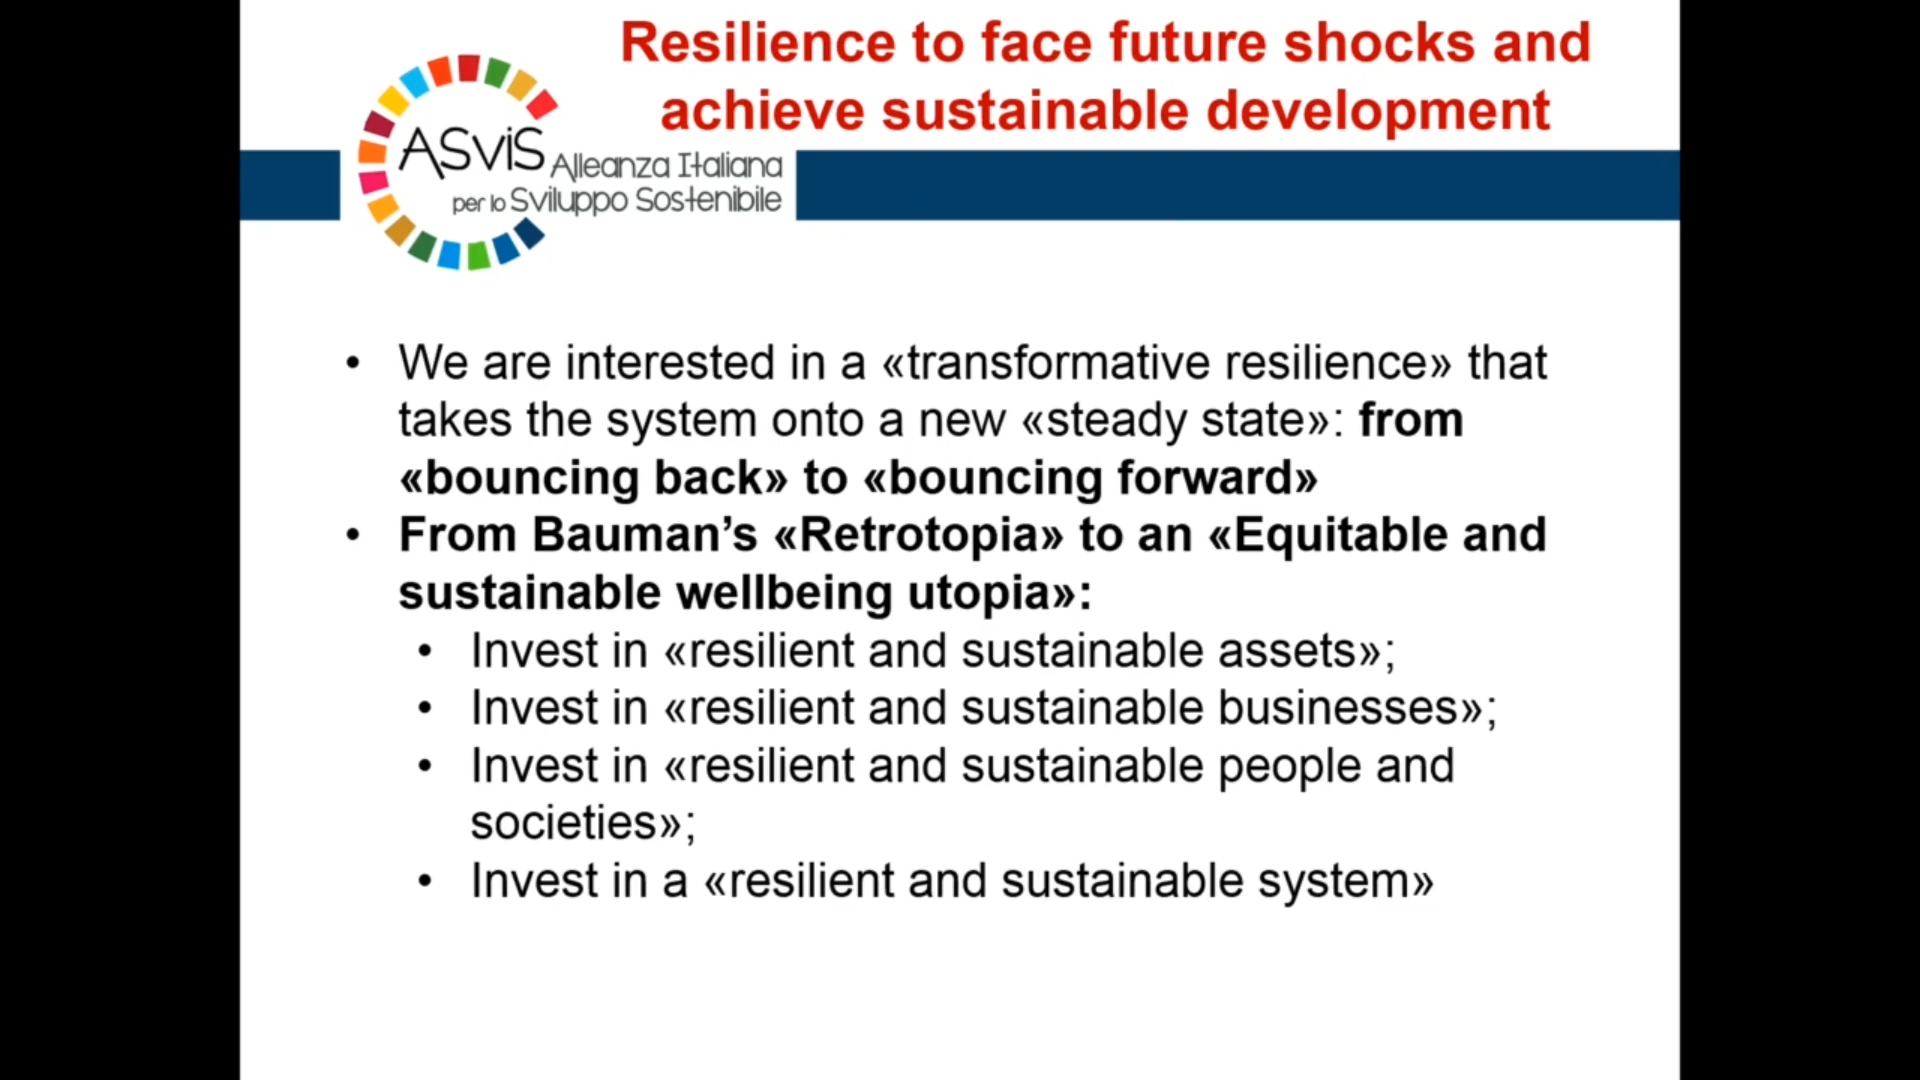 Resilience to face future shocks and
achieve sustainable development
ASviS Alleanza Italiana
per lo Sviluppo Sostenibile
• We are interested in a «transformative resilience» that
takes the system onto a new «steady state»: from
«bouncing back» to «bouncing forward»
• From Bauman’s «Retrotopia» to an «Equitable and
sustainable wellbeing utopia»:
• Invest in «resilient and sustainable assets»;
• Invest in «resilient and sustainable businesses»;
• Invest in «resilient and sustainable people and
societies»;
• Invest in a «resilient and sustainable system»